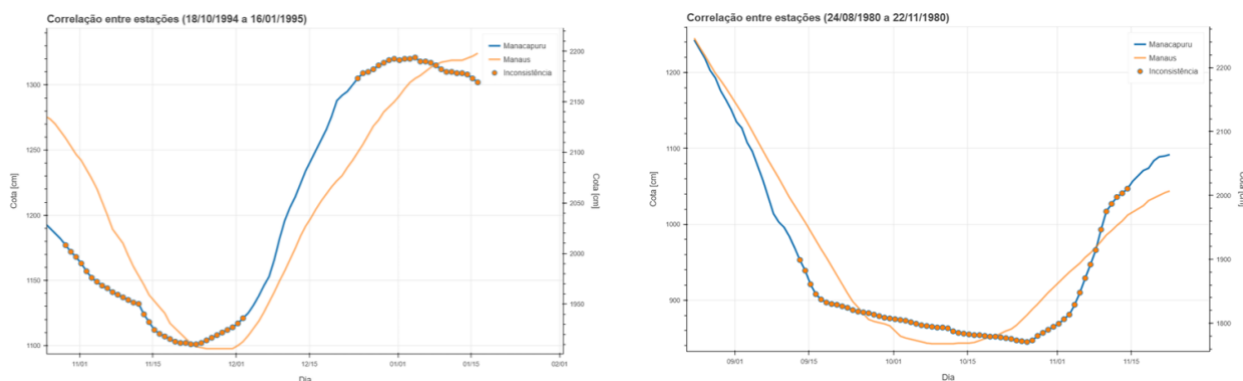 Correlação entre estações (18/10/1994 a 16/01/1995)
Manacapuru
Manaus
Inconsistência
Cota [cm]
1300
1250
1200
1150
1100
2200
2150
2100
2050
2000
1950
Cota [cm]
11/01
11/15
12/01
12/15
01/01
01/15
02/01
Dia
Correlação entre estações (24/08/1980 a 22/11/1980)
Manacapuru
Manaus
Inconsistência
Cota [cm]
1200
1100
1000
900
2200
2100
2000
1900
1800
Cota [cm]
09/01
09/15
10/01
10/15
11/01
11/15
Dia